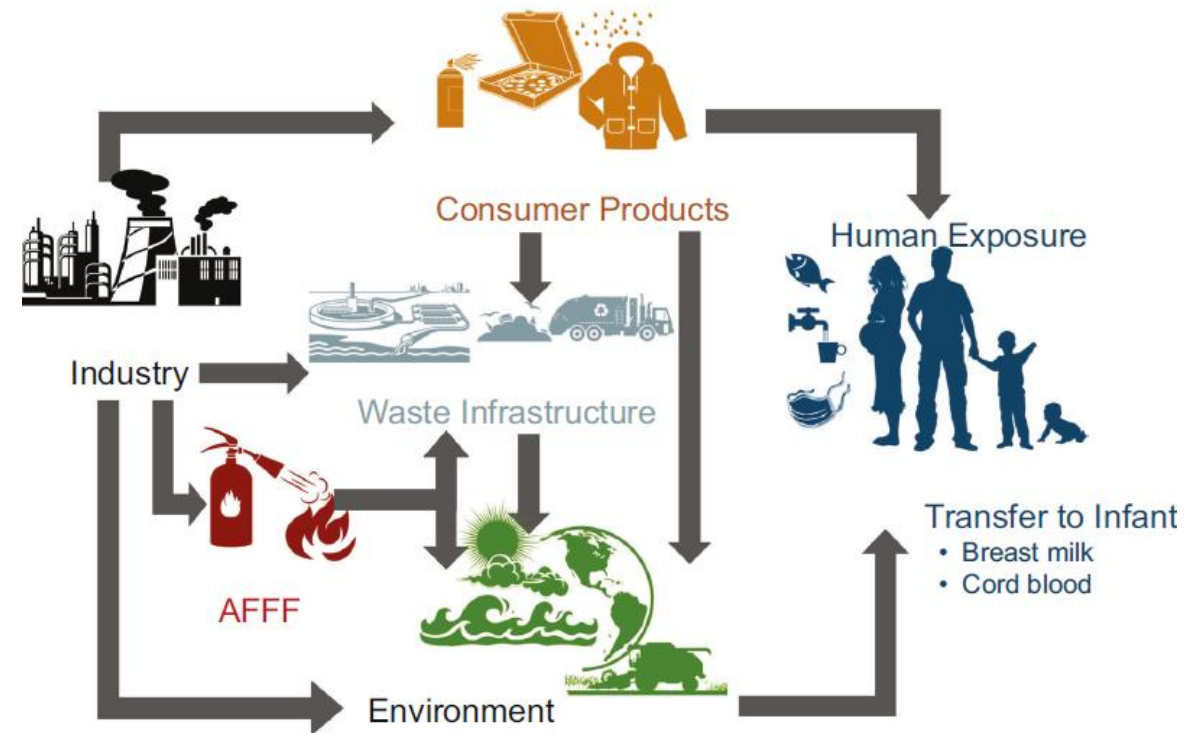 Consumer Products
Human Exposure
Industry
Waste Infrastructure
Transfer to Infant
• Breast milk
• Cord blood
AFFF
Environment